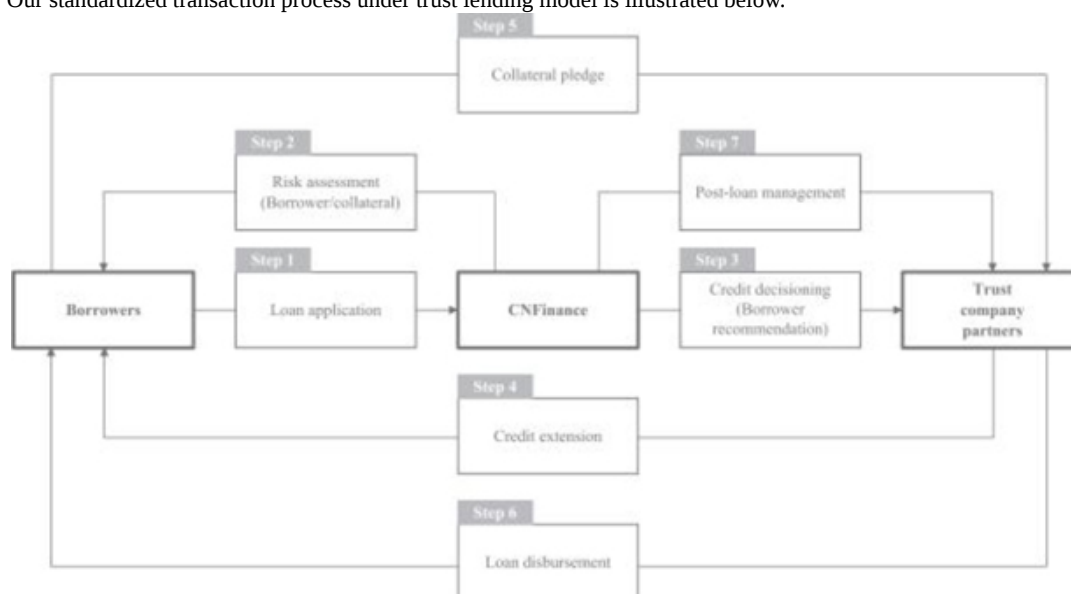 Our standardized transaction process under trust lending model is illustrated below.
Step 5
Collateral pledge
Step 2
Risk assessment
(Borrower/collateral)
Step 7
Post-loan management
Borrowers
Step 1
Loan application
CNFinance
Step 3
Credit decisioning
(Borrower
recommendation)
Trust
company
partners
Step 4
Credit extension
Step 6
Loan disbursement